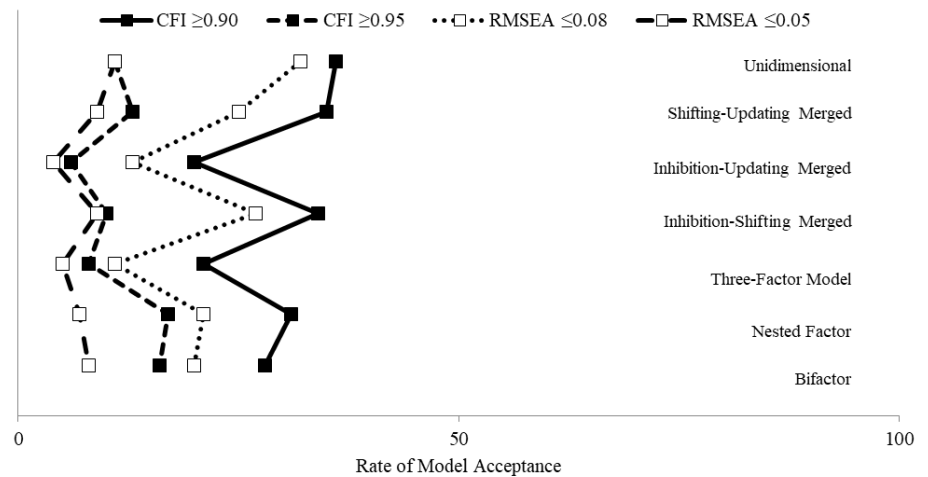 CFI ≥0.90 CFI ≥0.95 RMSEA ≤0.08 RMSEA ≤0.05
Unidimensional
Shifting-Updating Merged
Inhibition-Updating Merged
Inhibition-Shifting Merged
Three-Factor Model
Nested Factor
Bifactor
0 50 100
Rate of Model Acceptance